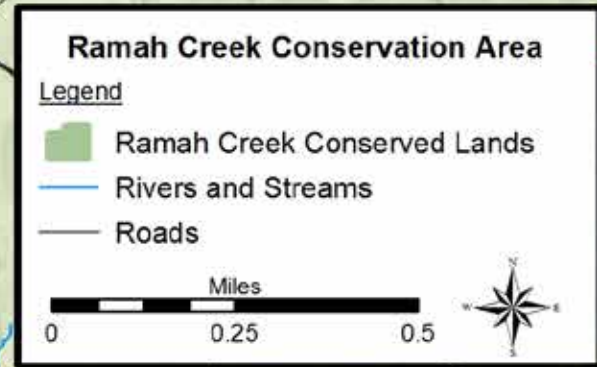 Ramah Creek Conservation Area
Legend
Ramah Creek Conserved Lands
Rivers and Streams
Roads
Miles
0 0.25 0.5
N
W E
S